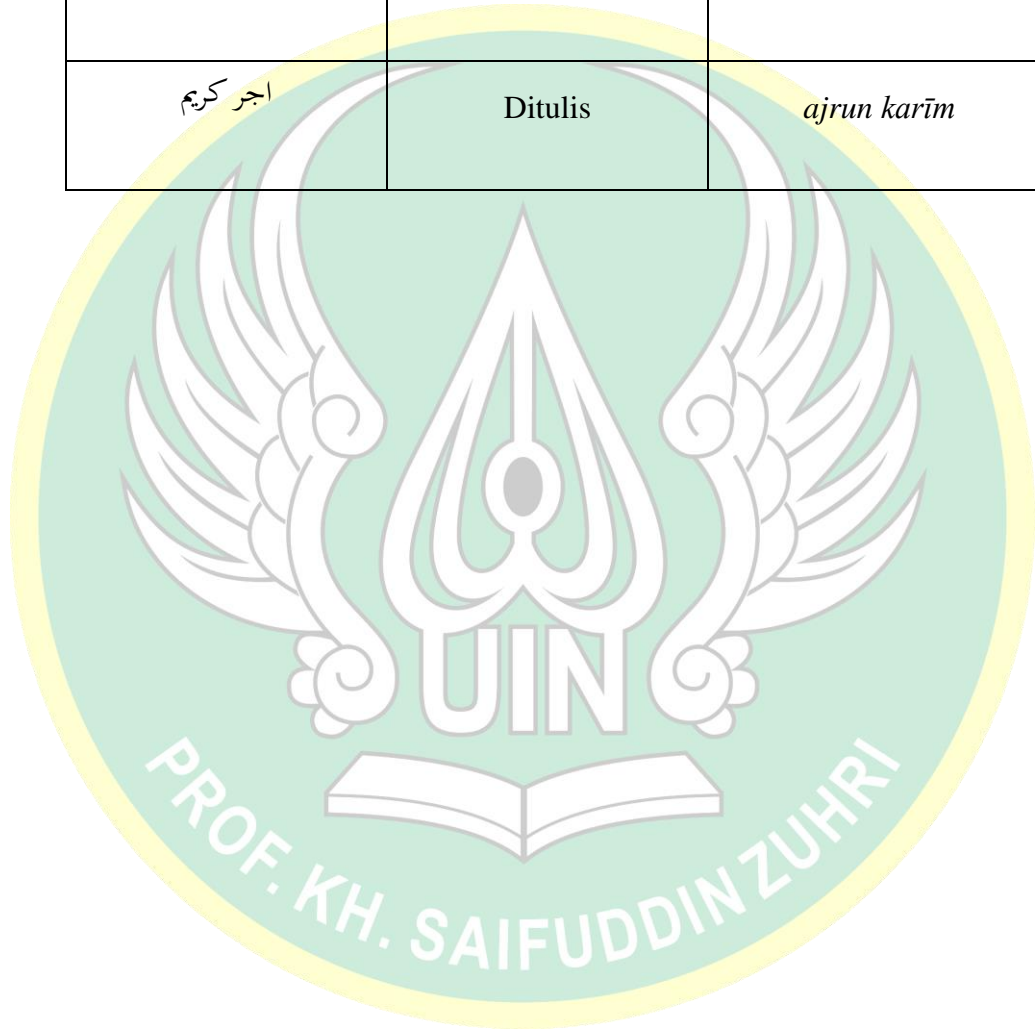 اجر كريم Ditulis ajrun karīm
UIN
PROF. KH. SAIFUDDIN ZUHRI